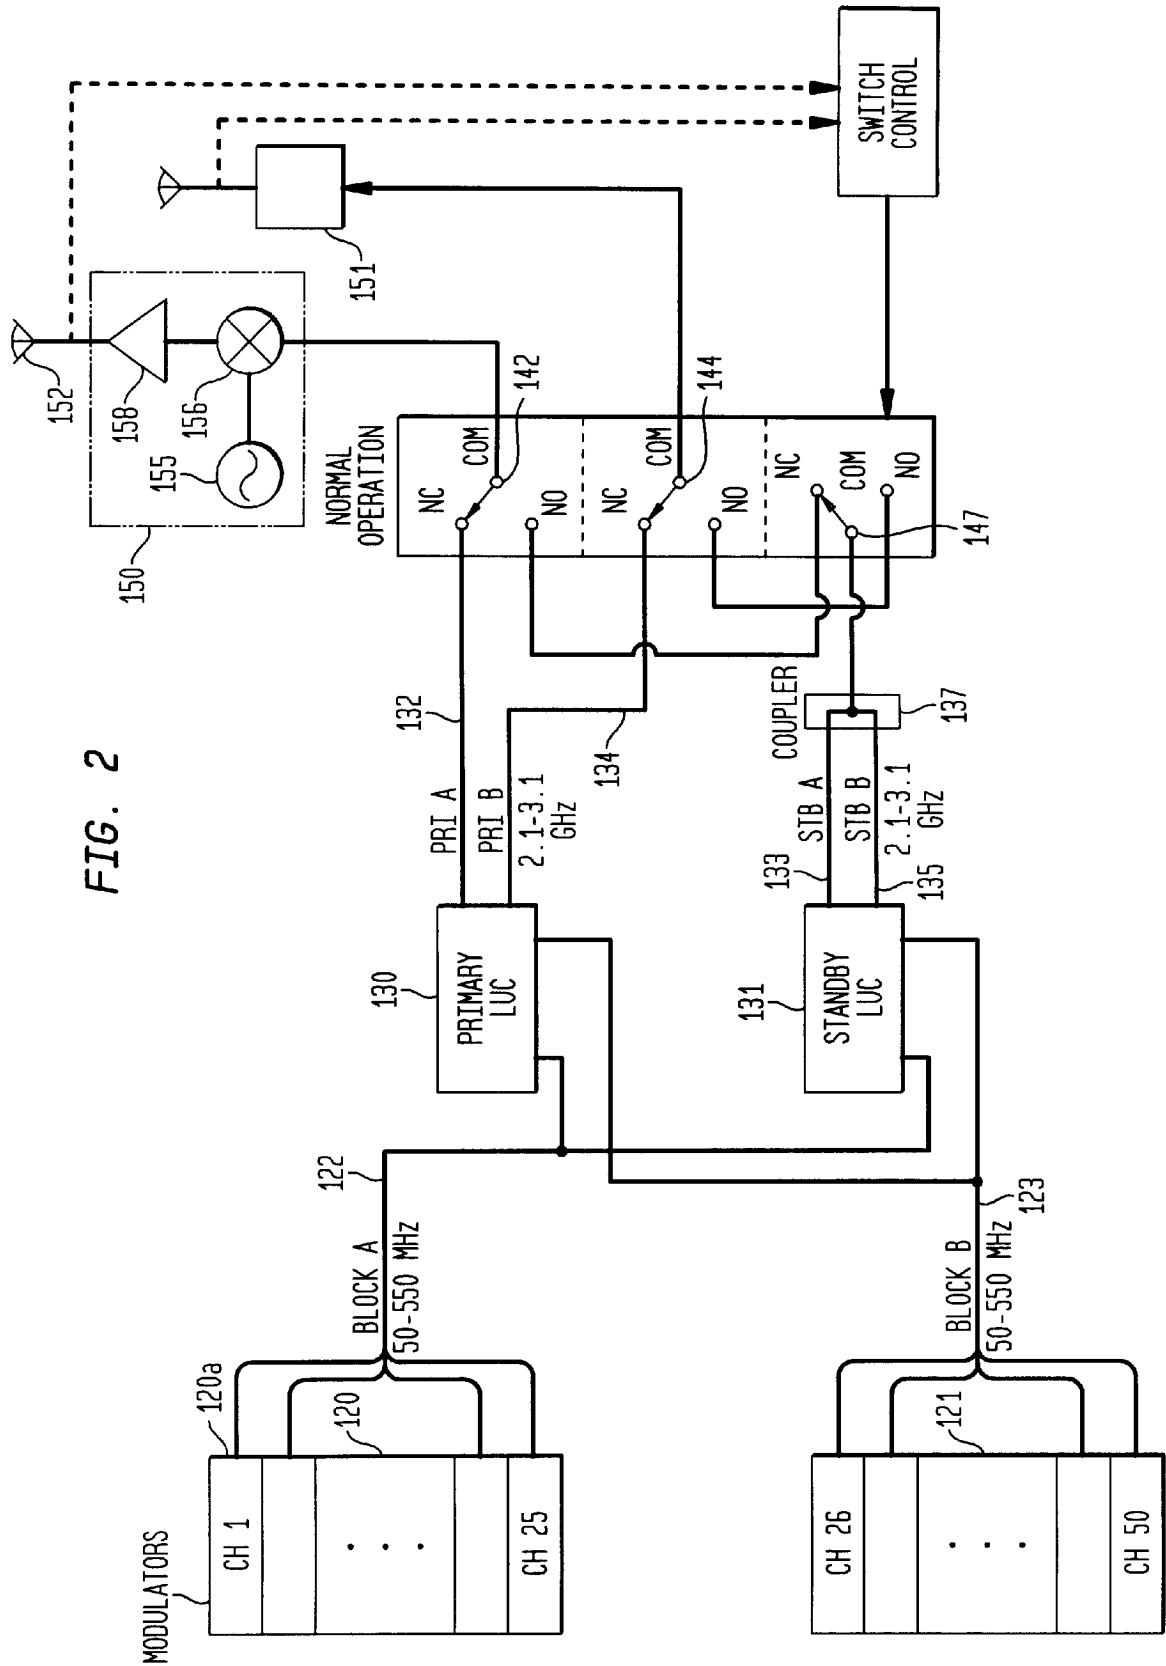 FIG. 2
MODULATORS
CH 1
120a
120
CH 25
BLOCK A
50-550 MHz
122
CH 26
121
CH 50
BLOCK B
50-550 MHz
123
130
PRIMARY
LUC
131
STANDBY
LUC
PRI A
132
PRI B
2.1-3.1
GHz
134
133
STB A
STB B
2.1-3.1
GHz
135
COUPLER
137
NORMAL
OPERATION
NC
COM
NO
142
NC
COM
NO
144
NC
COM
NO
147
150
155
156
158
152
151
SWITCH
CONTROL